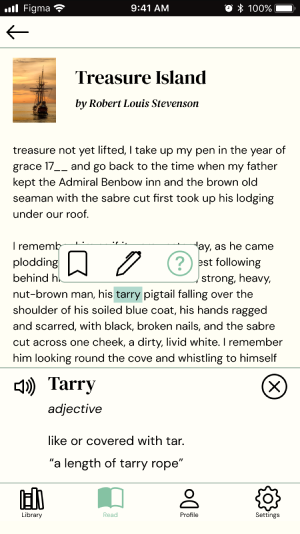 Figma 9:41 AM 100%
Treasure Island
by Robert Louis Stevenson
treasure not yet lifted, I take up my pen in the year of
grace 17__ and go back to the time when my father
kept the Admiral Benbow inn and the brown old
seaman with the sabre cut first took up his lodging
under our roof.
I day, as he came
plodding following
behind strong, heavy,
nut-brown man, his tarry pigtail falling over the
shoulder of his soiled blue coat, his hands ragged
and scarred, with black, broken nails, and the sabre
cut across one cheek, a dirty, livid white. I remember
him looking round the cove and whistling to himself
?
Tarry
adjective
like or covered with tar.
“a length of tarry rope”
Library Read Profile Settings